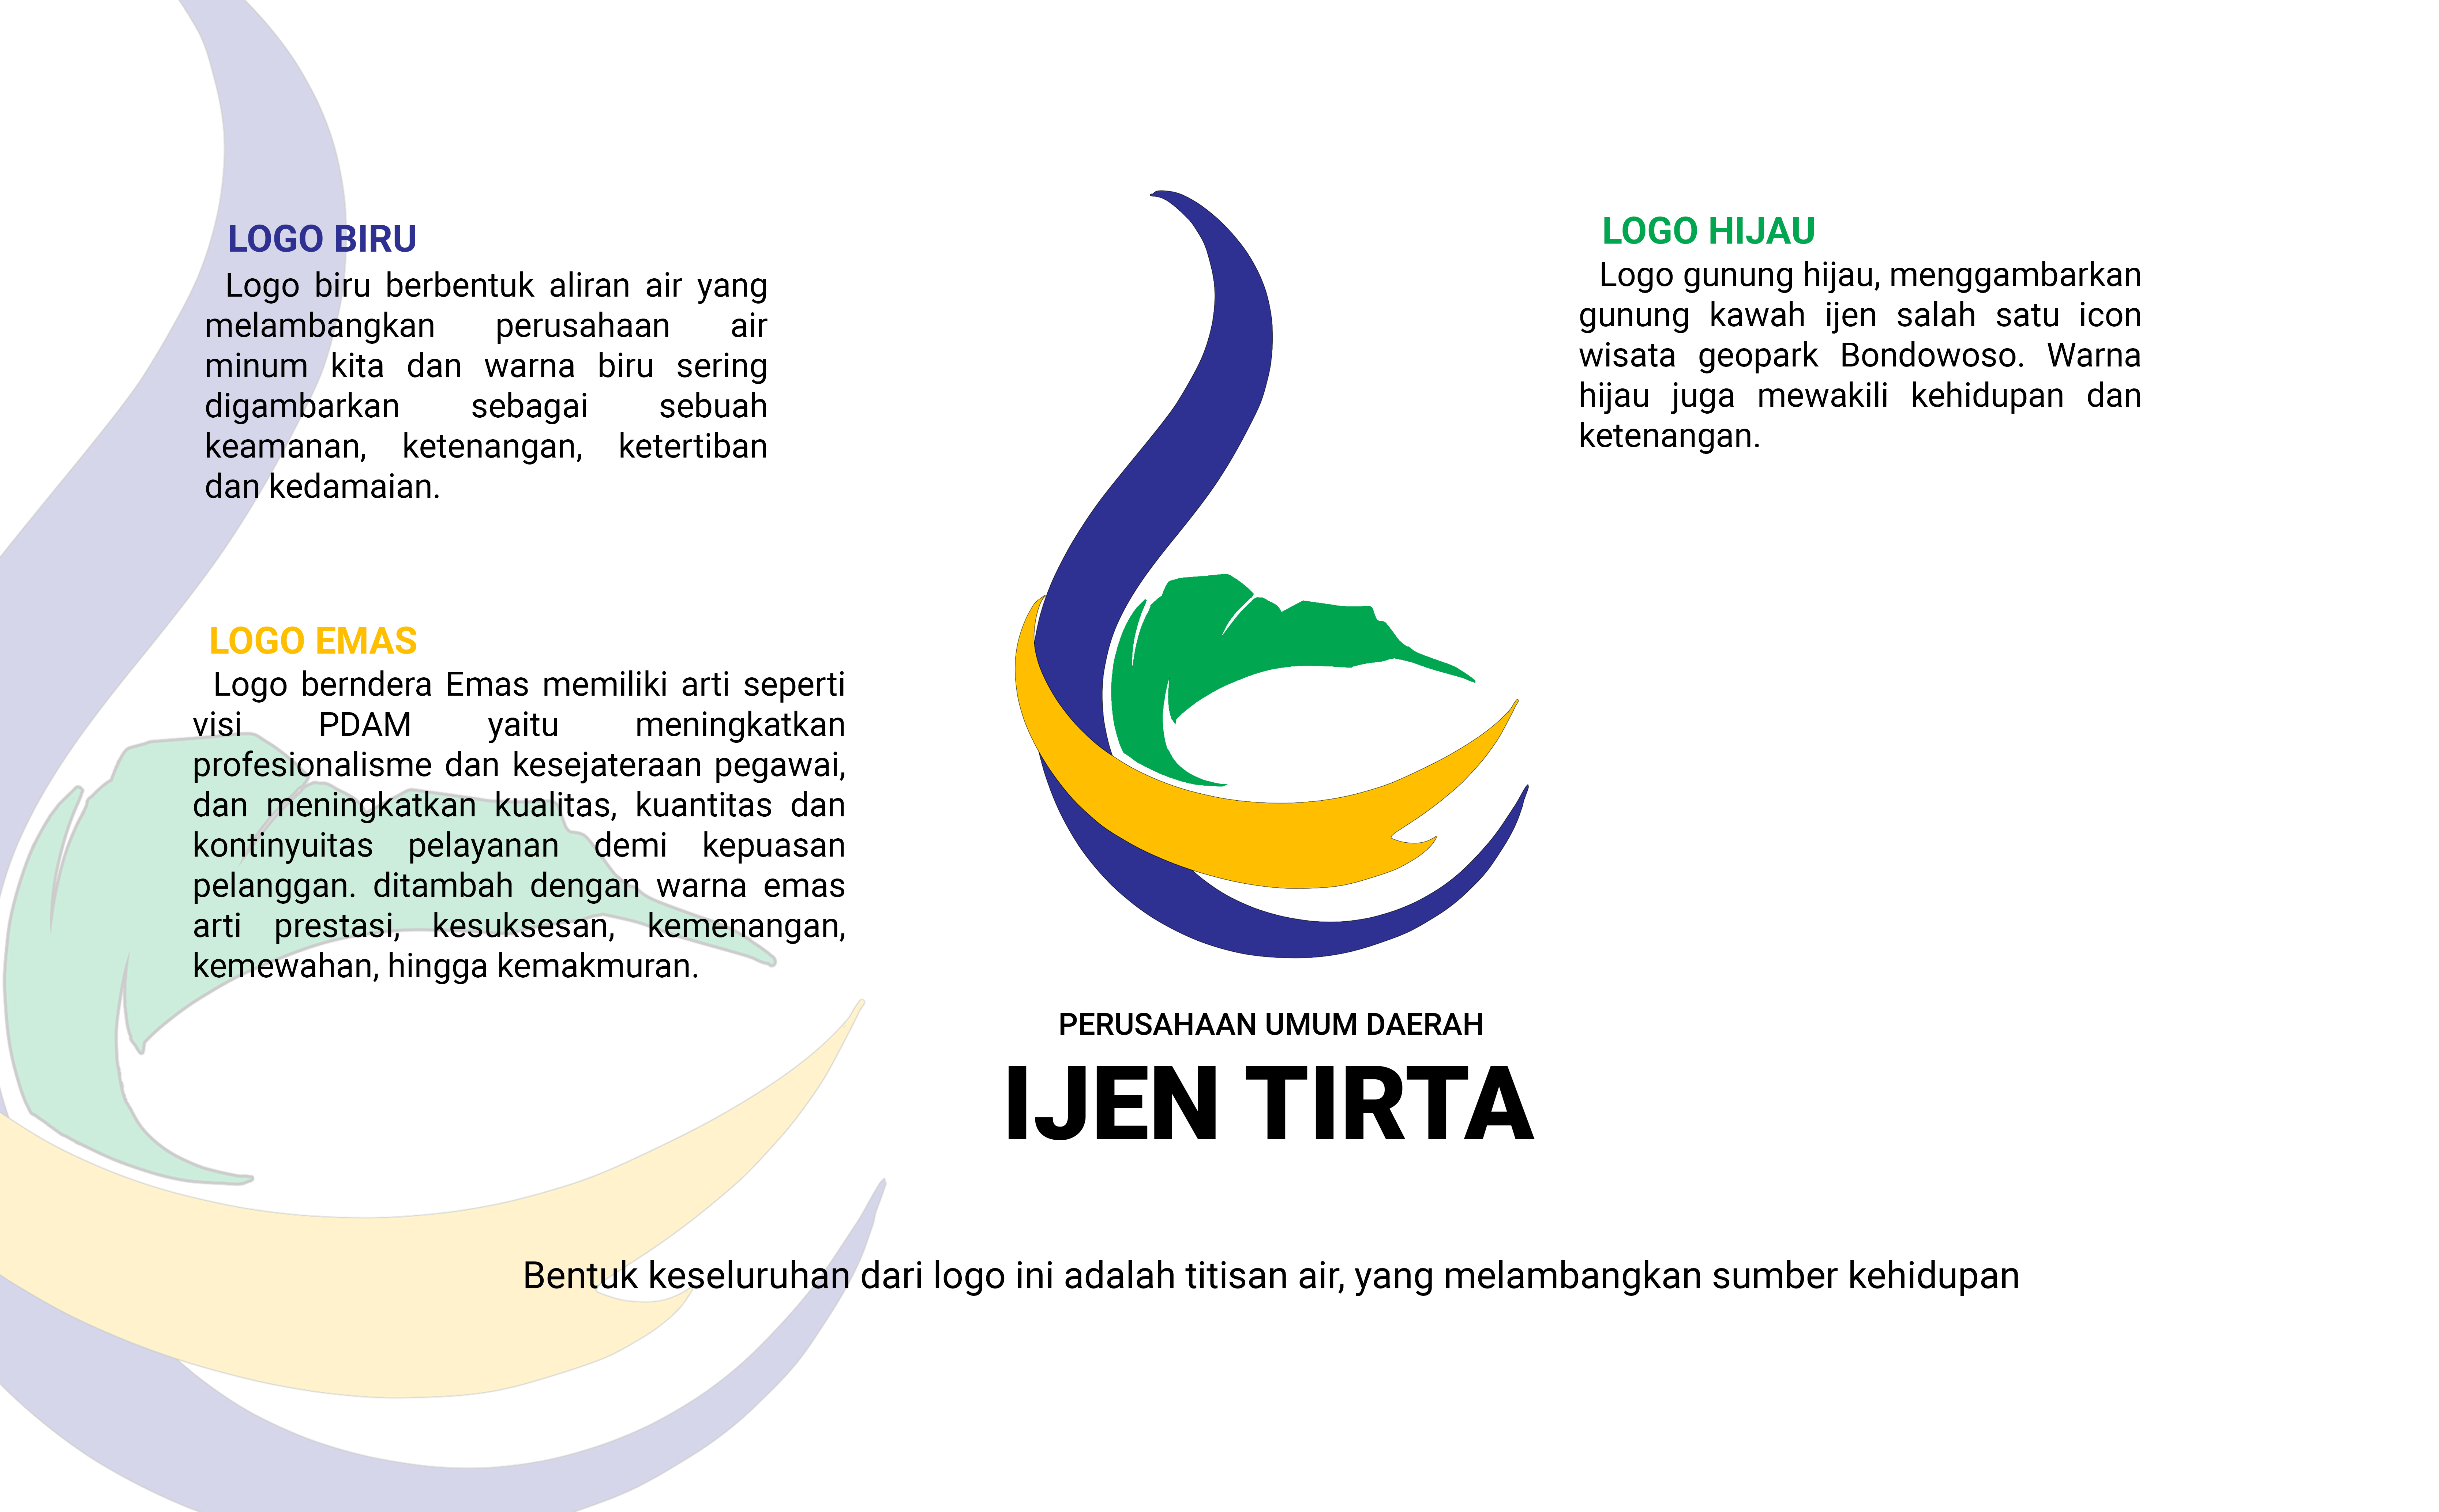 LOGO BIRU
Logo biru berbentuk aliran air yang
melambangkan perusahaan air
minum kita dan warna biru sering
digambarkan sebagai sebuah
keamanan, ketenangan, ketertiban
dan kedamaian.
LOGO EMAS
Logo berndera Emas memiliki arti seperti
visi PDAM yaitu meningkatkan
profesionalisme dan kesejateraan pegawai,
dan meningkatkan kualitas, kuantitas dan
kontinyuitas pelayanan demi kepuasan
pelanggan. ditambah dengan warna emas
arti prestasi, kesuksesan, kemenangan,
kemewahan, hingga kemakmuran.
LOGO HIJAU
Logo gunung hijau, menggambarkan
gunung kawah ijen salah satu icon
wisata geopark Bondowoso. Warna
hijau juga mewakili kehidupan dan
ketenangan.
PERUSAHAAN UMUM DAERAH
IJEN TIRTA
Bentuk keseluruhan dari logo ini adalah titisan air, yang melambangkan sumber kehidupan